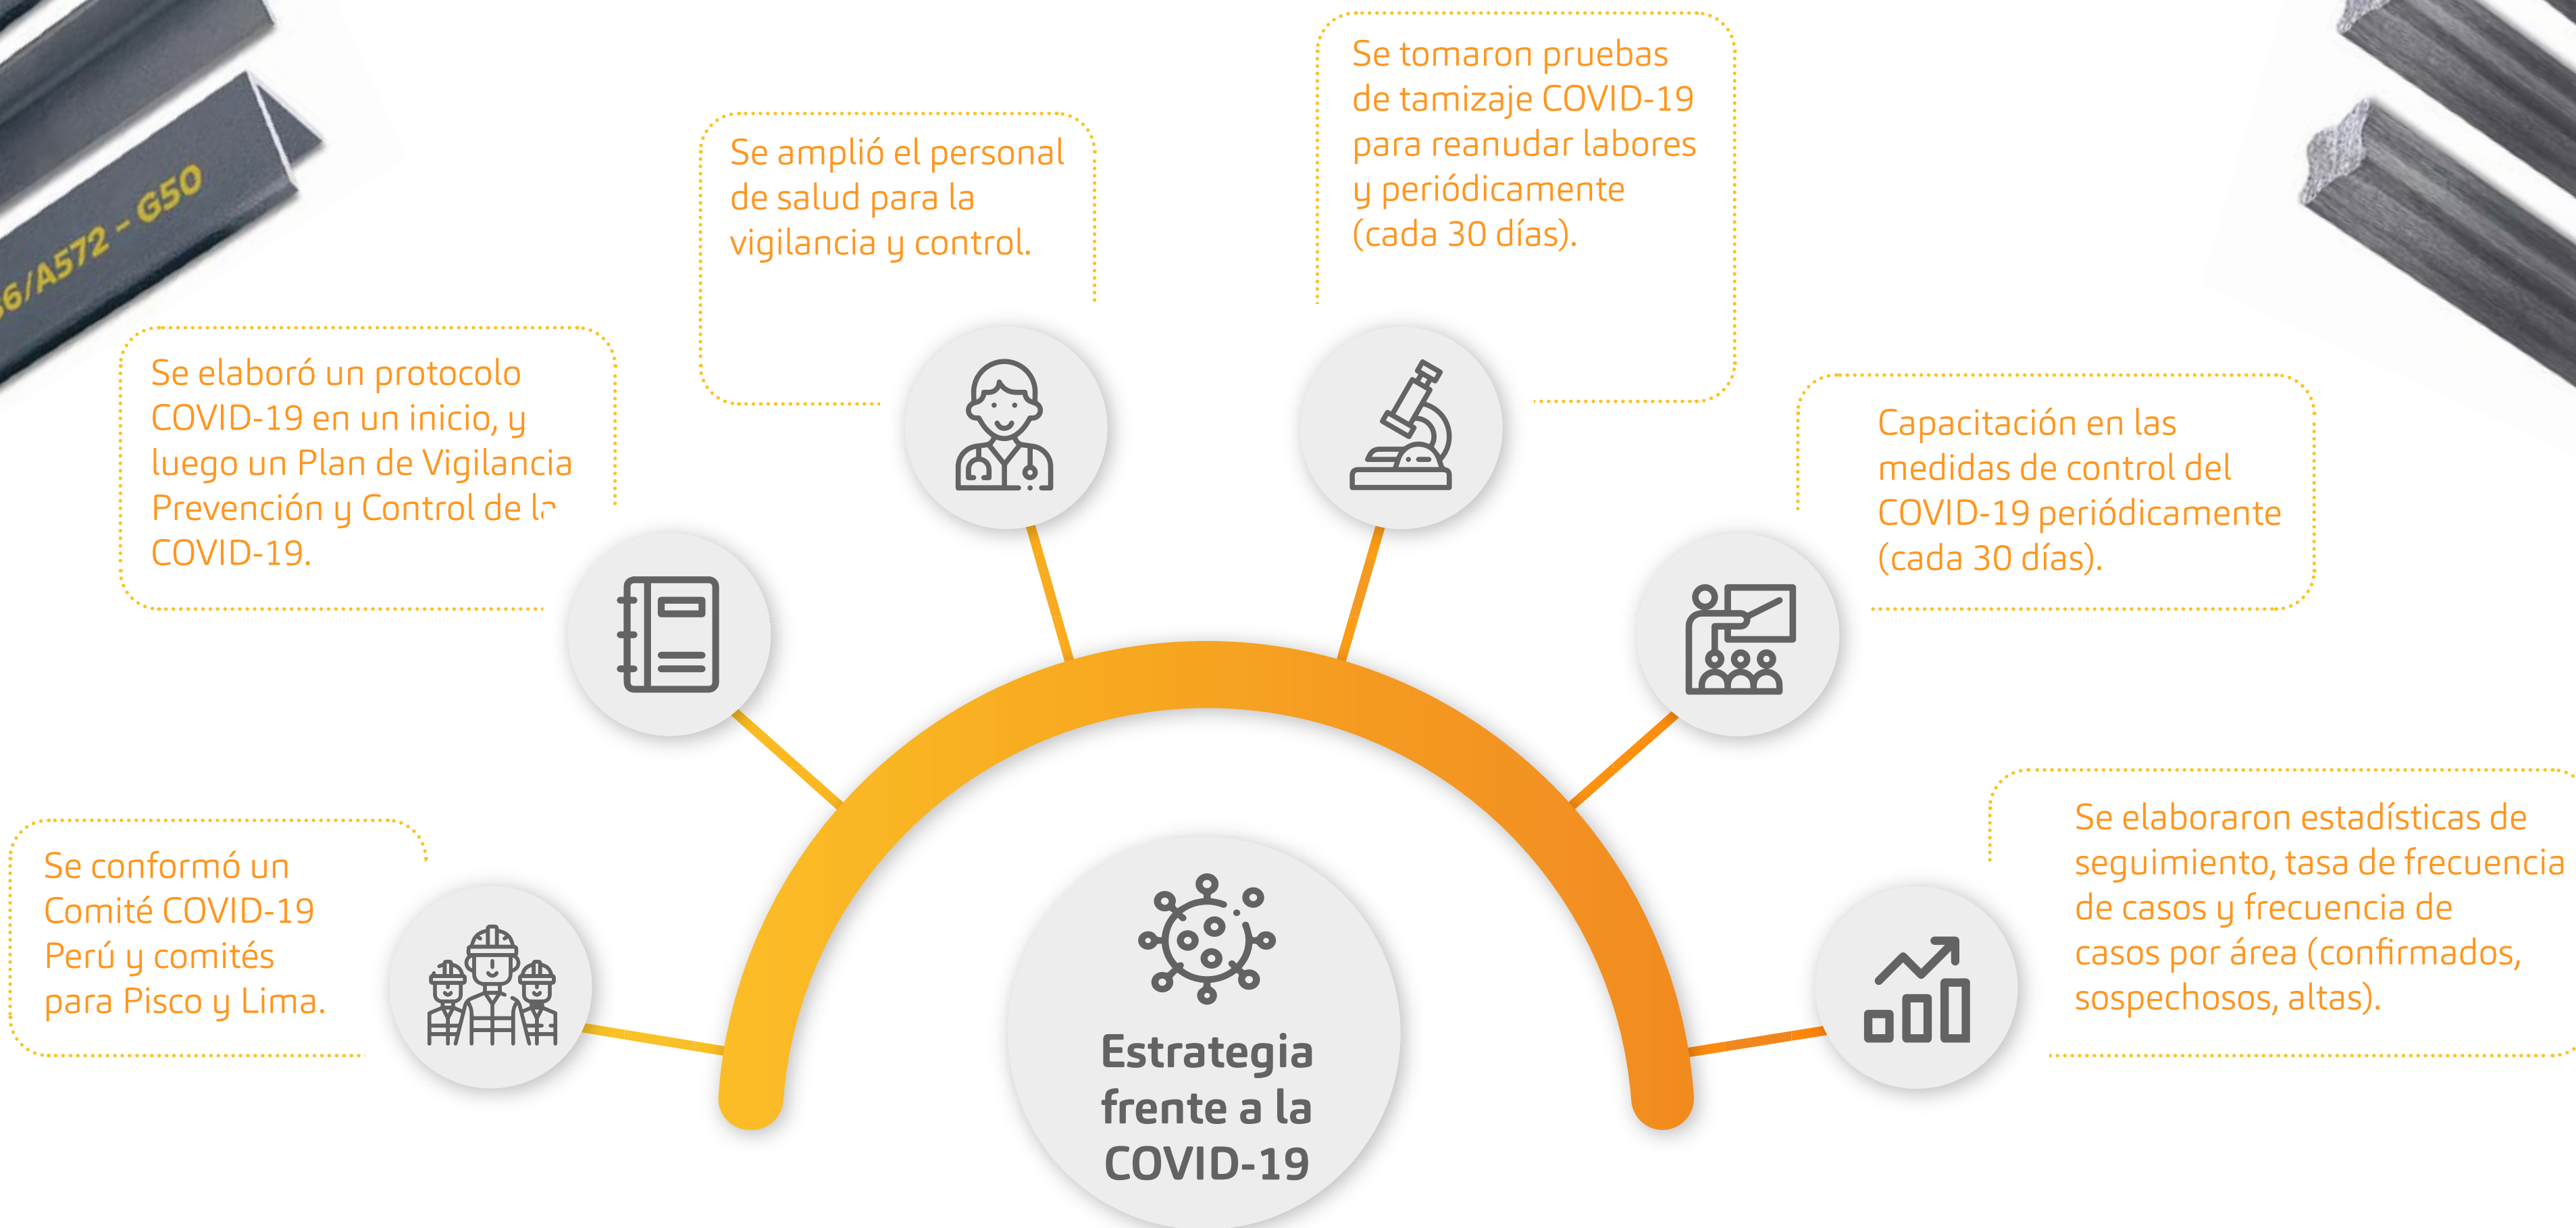 6/A572 - G50
Se conformó un
Comité COVID-19
Perú y comités
para Pisco y Lima.
Se elaboró un protocolo
COVID-19 en un inicio, y
luego un Plan de Vigilancia
Prevención y Control de la
COVID-19.
Se amplió el personal
de salud para la
vigilancia y control.
Se tomaron pruebas
de tamizaje COVID-19
para reanudar labores
y periódicamente
(cada 30 días).
Capacitación en las
medidas de control del
COVID-19 periódicamente
(cada 30 días).
Se elaboraron estadísticas de
seguimiento, tasa de frecuencia
de casos y frecuencia de
casos por área (confirmados,
sospechosos, altas).
Estrategia
frente a la
COVID-19